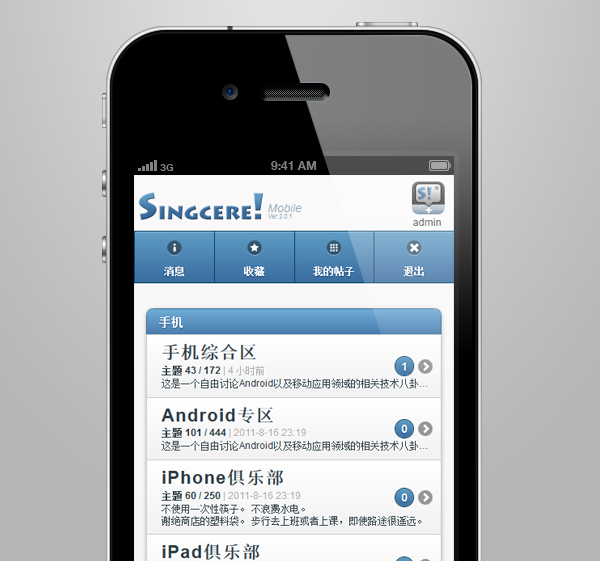 3G 9:41 AM
Singcere! Mobile
Ver.2.0.1
S!
admin
消息 收藏 我的帖子 退出
手机
手机综合区
主题 43 / 172 | 4 小时前
1
这是一个自由讨论Android以及移动应用领域的相关技术八卦...
Android专区
主题 101 / 444 | 2011-8-16 23:19
0
这是一个自由讨论Android以及移动应用领域的相关技术八卦...
iPhone俱乐部
主题 60 / 250 | 2011-8-16 23:19
0
不使用一次性筷子。 不浪费水电。
谢绝商店的塑料袋。 步行去上班或者上课，即使路途很遥远。
iPad俱乐部